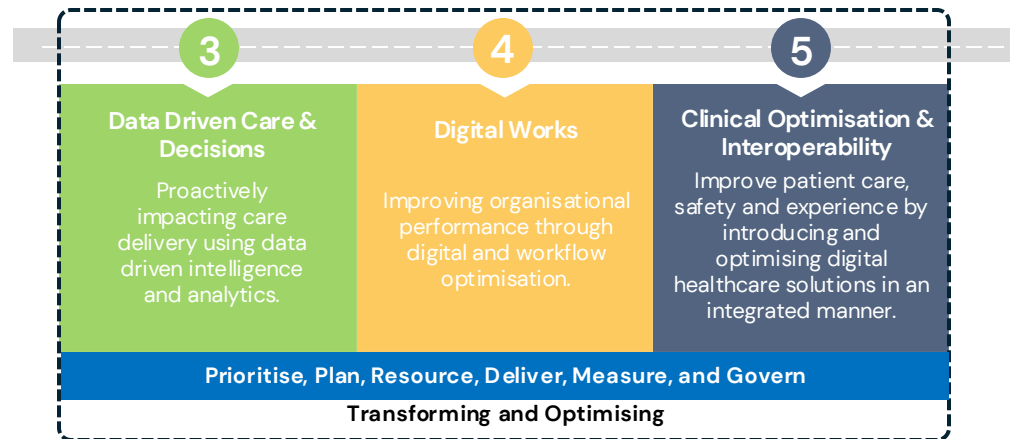 3
4
5
Data Driven Care &
Decisions
Proactively
impacting care
delivery using data
driven intelligence
and analytics.
Digital Works
Improving organisational
performance through
digital and workflow
optimisation.
Clinical Optimisation &
Interoperability
Improve patient care,
safety and experience by
introducing and
optimising digital
healthcare solutions in an
integrated manner.
Prioritise, Plan, Resource, Deliver, Measure, and Govern
Transforming and Optimising